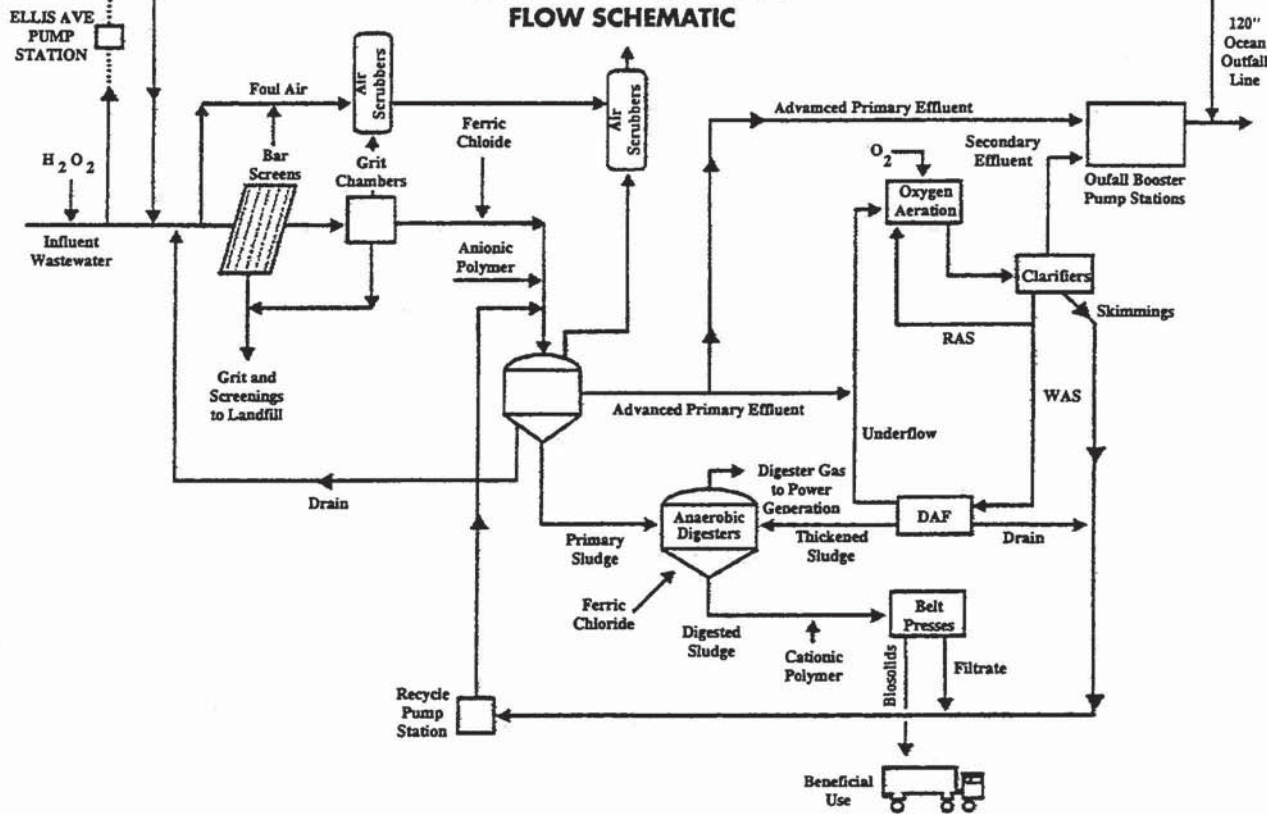 FLOW SCHEMATIC
ELLIS AVE
PUMP
STATION
120"
Ocean
Outfall
Line
Foul Air
Air
Scrubbers
Air
Scrubbers
Advamced Primary Effluent
Ferric
Chloide
Secondary
Effluent
H2O2
Bar
Screens
Grit
Chambers
O2
Oxygen
Aeration
Oufall Booster
Pump Stations
Influent
Wastewater
Anionic
Polymer
Clarifiers
Skimmings
RAS
Grit and
Screenings
to Landfill
Advanced Primary Effluent
WAS
Underflow
Drain
Digester Gas
to Power
Generation
Anaerobic
Digesters
DAF
Primary
Sludge
Thickened
Sludge
Drain
Ferric
Chloride
Digested
Sludge
Cationic
Polymer
Belt
Presses
Biosolids
Filtrate
Recycle
Pump
Station
Beneficial
Use